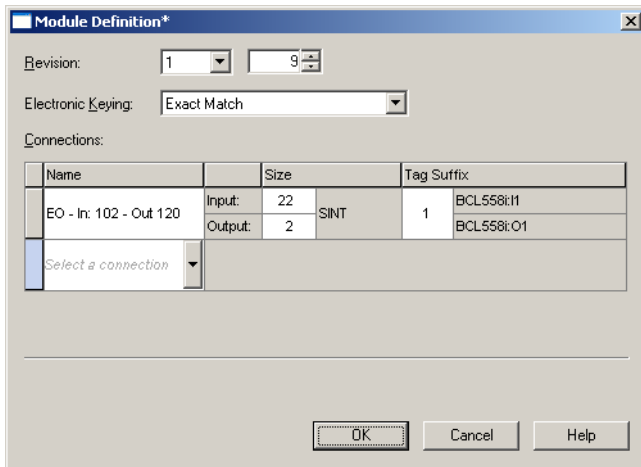 Module Definition*
Revision: 1 9
Electronic Keying: Exact Match
Connections:
Name Size Tag Suffix
EO - In: 102 - Out 120 Input: 22 SINT 1 BCL558i:I1
Output: 2 BCL558i:O1
Select a connection
OK Cancel Help